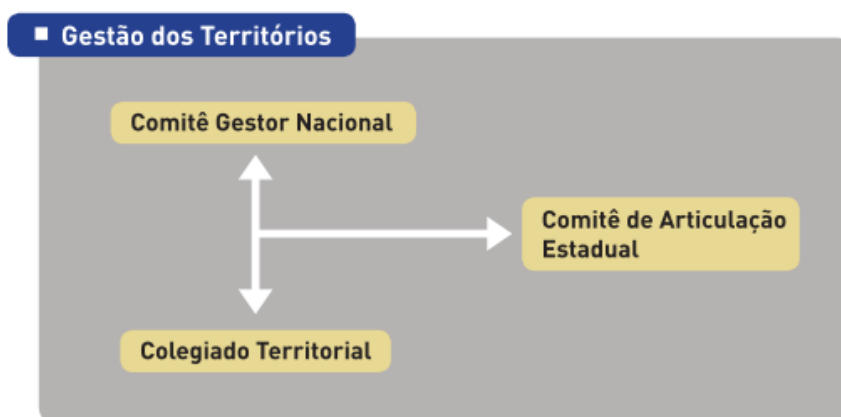 Gestão dos Territórios
Comitê Gestor Nacional
Comitê de Articulação
Estadual
Colegiado Territorial